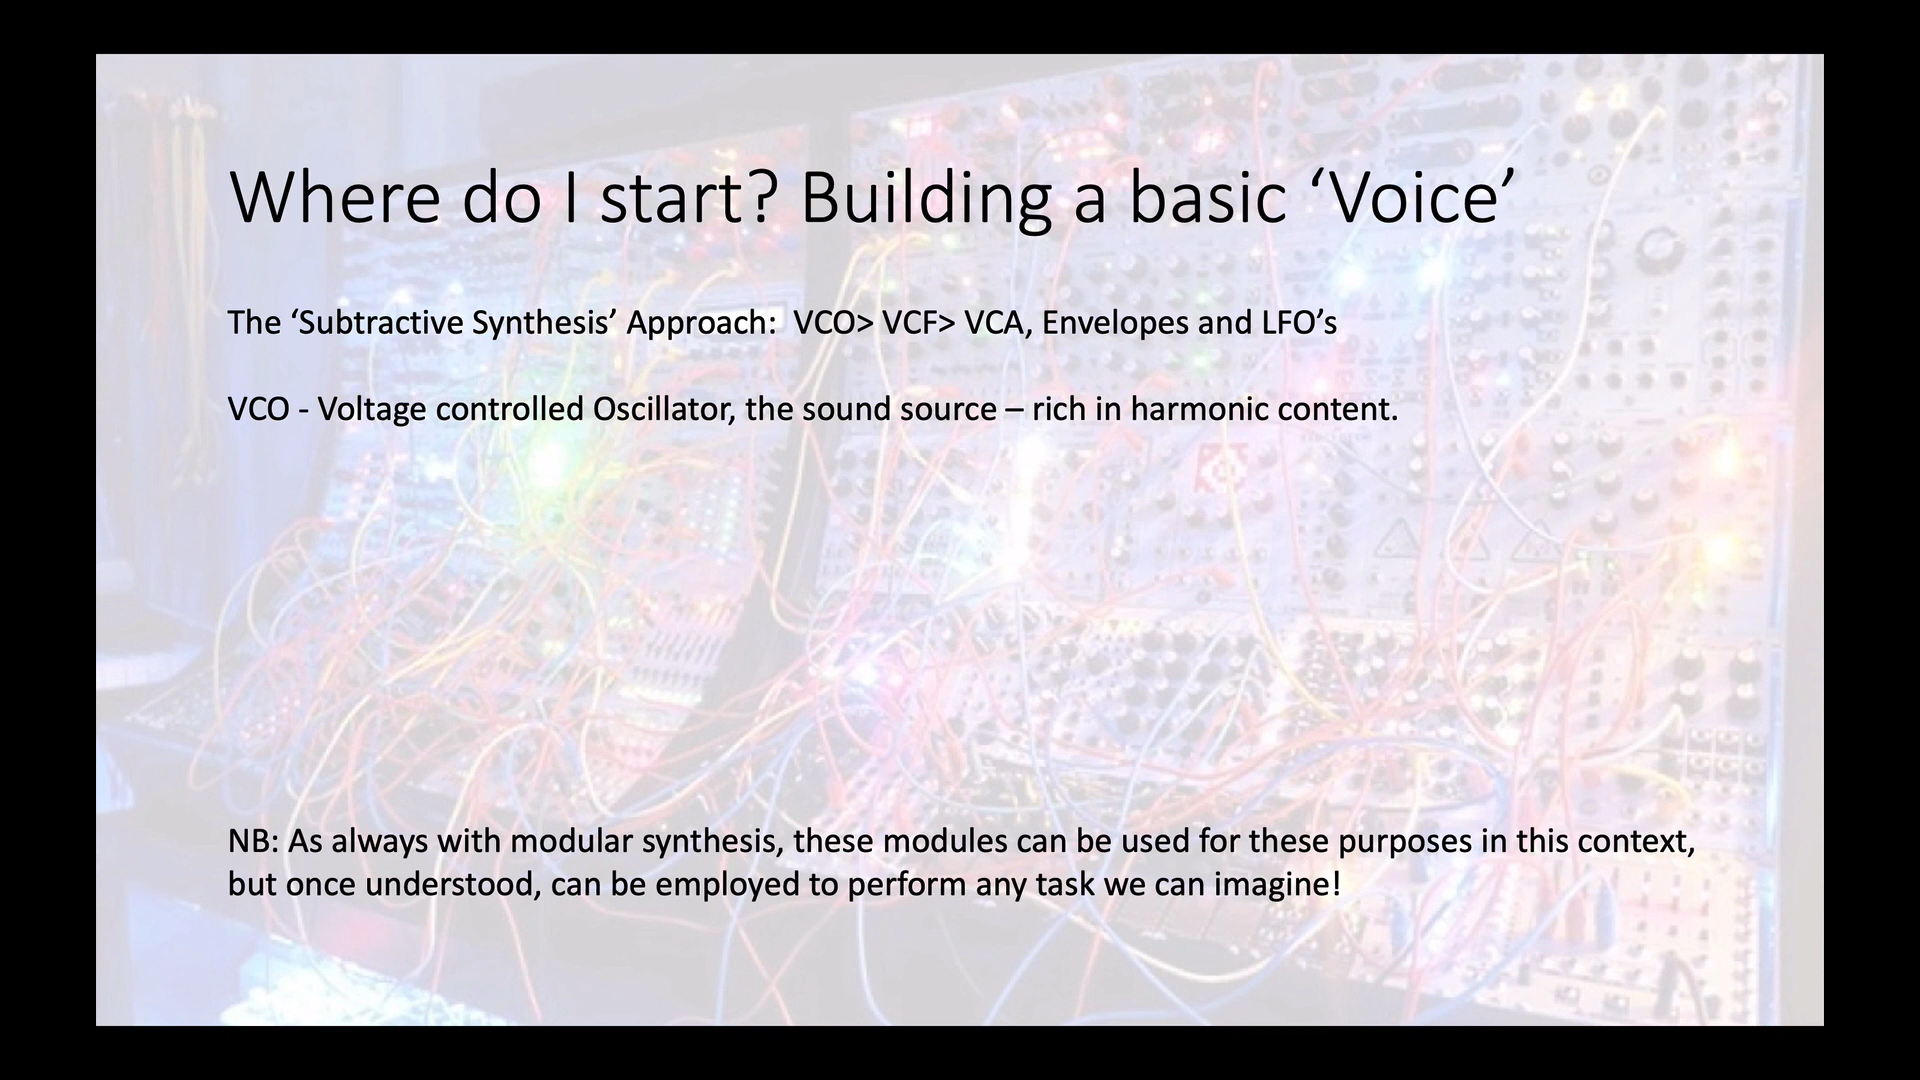 Where do I start? Building a basic ‘Voice’
The ‘Subtractive Synthesis’ Approach:  VCO> VCF> VCA, Envelopes and LFO’s
VCO - Voltage controlled Oscillator, the sound source – rich in harmonic content.
NB: As always with modular synthesis, these modules can be used for these purposes in this context,
but once understood, can be employed to perform any task we can imagine!